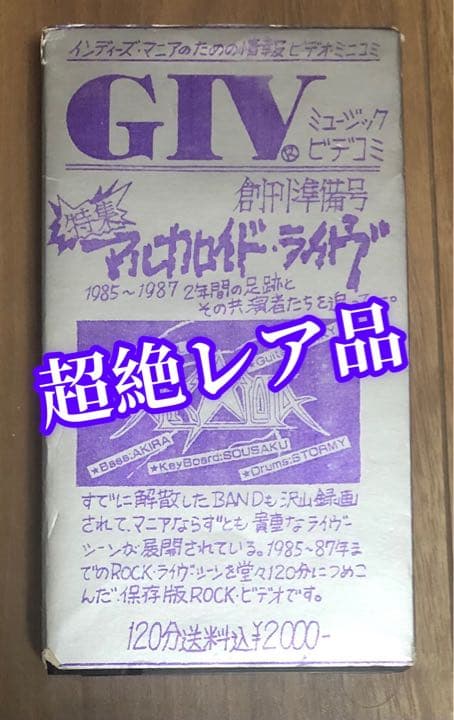 インディーズ・マニアのための情報ビデオミニコミ
GIV
ミュージック
ビデコミ
創刊準備号
特集
アルカロイド・ライヴ
1985～1987 2年間の足跡と
その共演者たちを追って。
超絶レア品
★Bass:AKIRA
★KeyBoard:SOUSAKU
★Drums:STORMY
すでに解散したBANDも沢山録画
されて、マニアならずとも貴重なライヴ・
シーンが展開されている。1985～87年ま
でのROCK・ライヴ・シーンを堂々120分につめこ
んだ保存版ROCK・ビデオです。
120分送料込¥2000-